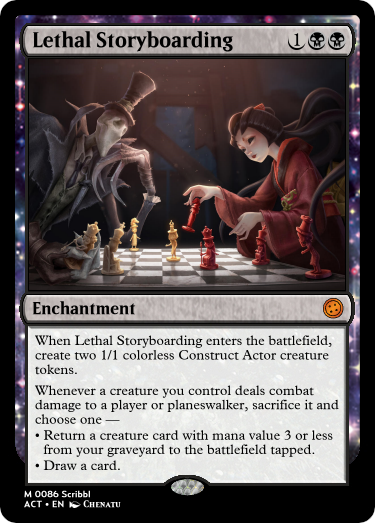 Lethal Storyboarding 1
Enchantment
When Lethal Storyboarding enters the battlefield,
create two 1/1 colorless Construct Actor creature
tokens.
Whenever a creature you control deals combat
damage to a player or planeswalker, sacrifice it and
choose one —
• Return a creature card with mana value 3 or less
from your graveyard to the battlefield tapped.
• Draw a card.
M 0086 Scribbl
ACT • EN Chenatu